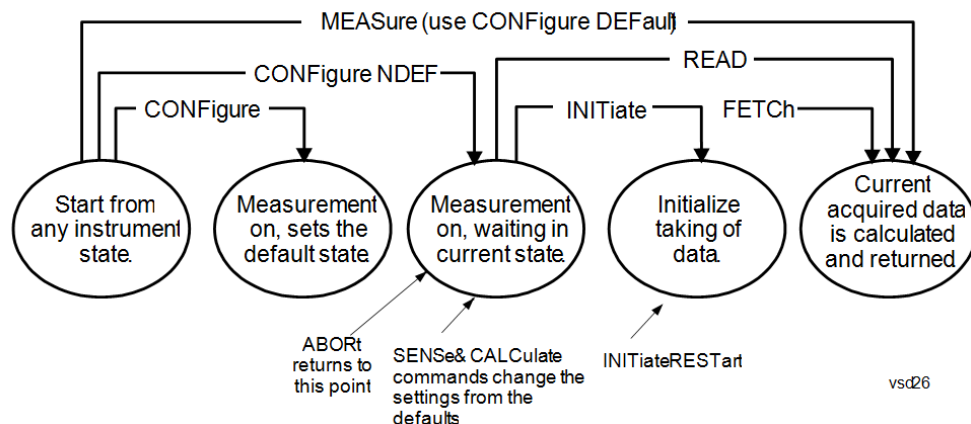 MEASure (use CONFigure DEFaul)
CONFigure NDEF
READ
CONFigure
INITiate
FETCh
Start from
any instrument
state.
Measurement
on, sets the
default state.
Measurement
on, waiting in
current state.
Initialize
taking of
data.
Current
acquired data
is calculated
and returned
ABORt
returns to
this point
SENSe& CALCulate
commands change the
settings from the
defaults
INITiateRESTart
vsd26